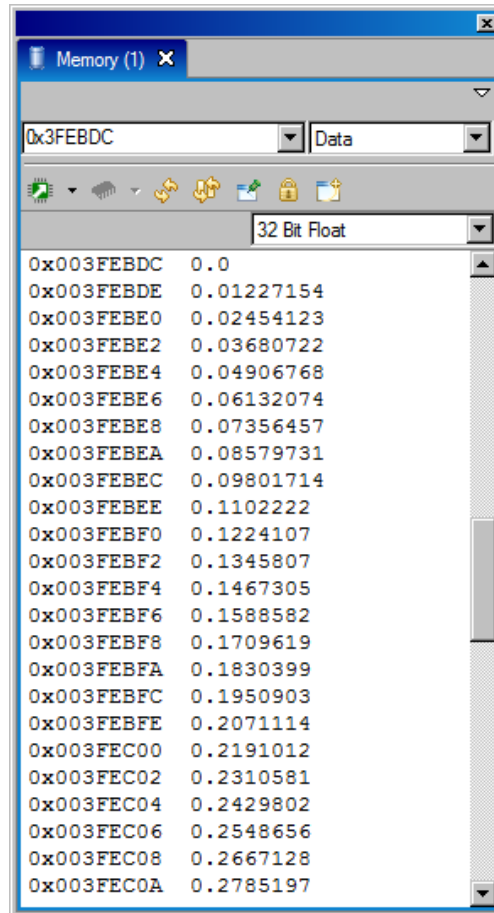 Memory (1)
0x3FEBDC Data
32 Bit Float
0x003FEBDC 0.0
0x003FEBDE 0.01227154
0x003FEBE0 0.02454123
0x003FEBE2 0.03680722
0x003FEBE4 0.04906768
0x003FEBE6 0.06132074
0x003FEBE8 0.07356457
0x003FEBEA 0.08579731
0x003FEBEC 0.09801714
0x003FEBEE 0.1102222
0x003FEBF0 0.1224107
0x003FEBF2 0.1345807
0x003FEBF4 0.1467305
0x003FEBF6 0.1588582
0x003FEBF8 0.1709619
0x003FEBFA 0.1830399
0x003FEBFC 0.1950903
0x003FEBFE 0.2071114
0x003FEC00 0.2191012
0x003FEC02 0.2310581
0x003FEC04 0.2429802
0x003FEC06 0.2548656
0x003FEC08 0.2667128
0x003FEC0A 0.2785197